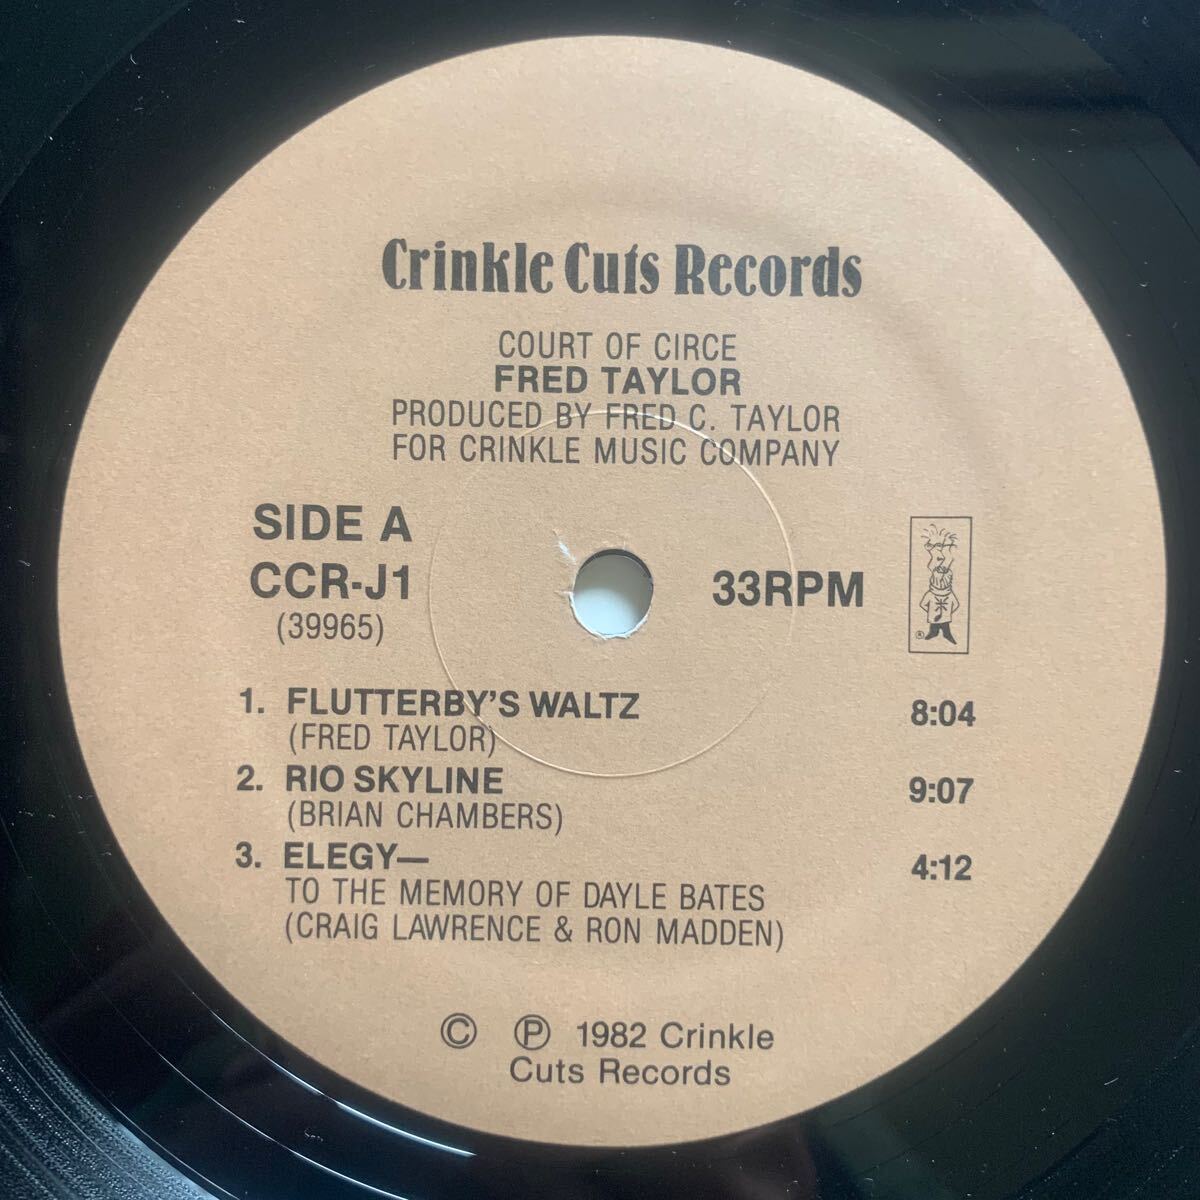 Crinkle Cuts Records
COURT OF CIRCE
FRED TAYLOR
PRODUCED BY FRED C. TAYLOR
FOR CRINKLE MUSIC COMPANY
SIDE A
CCR-J1
(39965)
33RPM
®
1. FLUTTERBY'S WALTZ 8:04
(FRED TAYLOR)
2. RIO SKYLINE 9:07
(BRIAN CHAMBERS)
3. ELEGY— 4:12
TO THE MEMORY OF DAYLE BATES
(CRAIG LAWRENCE & RON MADDEN)
© ℗ 1982 Crinkle
Cuts Records